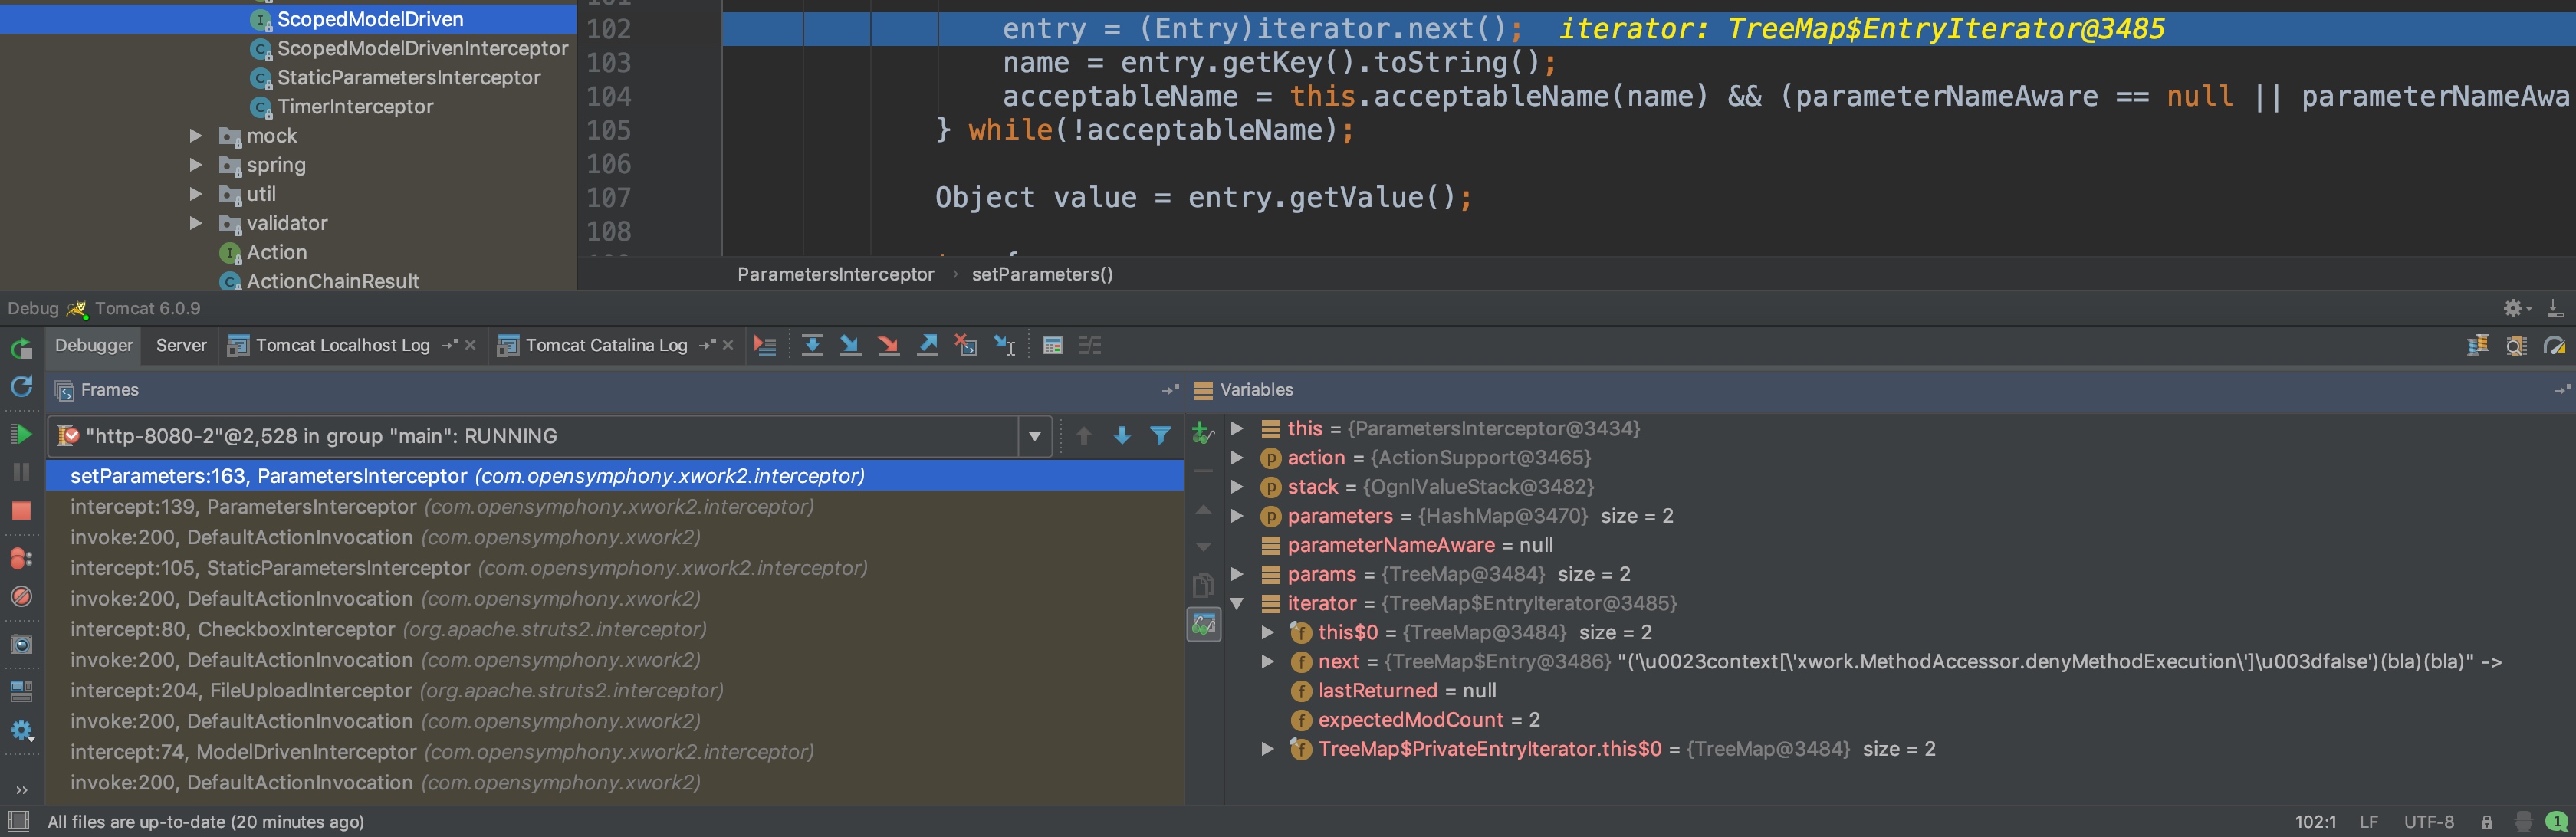 ScopedModelDriven
ScopedModelDrivenInterceptor
StaticParametersInterceptor
TimerInterceptor
mock
spring
util
validator
Action
ActionChainResult
102 entry = (Entry)iterator.next(); iterator: TreeMap$EntryIterator@3485
103 name = entry.getKey().toString();
104 acceptableName = this.acceptableName(name) && (parameterNameAware == null || parameterNameAwa
105 } while(!acceptableName);
106
107 Object value = entry.getValue();
108
ParametersInterceptor › setParameters()
Debug Tomcat 6.0.9
Debugger Server Tomcat Localhost Log Tomcat Catalina Log
Frames
"http-8080-2"@2,528 in group "main": RUNNING
setParameters:163, ParametersInterceptor (com.opensymphony.xwork2.interceptor)
intercept:139, ParametersInterceptor (com.opensymphony.xwork2.interceptor)
invoke:200, DefaultActionInvocation (com.opensymphony.xwork2)
intercept:105, StaticParametersInterceptor (com.opensymphony.xwork2.interceptor)
invoke:200, DefaultActionInvocation (com.opensymphony.xwork2)
intercept:80, CheckboxInterceptor (org.apache.struts2.interceptor)
invoke:200, DefaultActionInvocation (com.opensymphony.xwork2)
intercept:204, FileUploadInterceptor (org.apache.struts2.interceptor)
invoke:200, DefaultActionInvocation (com.opensymphony.xwork2)
intercept:74, ModelDrivenInterceptor (com.opensymphony.xwork2.interceptor)
invoke:200, DefaultActionInvocation (com.opensymphony.xwork2)
Variables
this = {ParametersInterceptor@3434}
action = {ActionSupport@3465}
stack = {OgnlValueStack@3482}
parameters = {HashMap@3470} size = 2
parameterNameAware = null
params = {TreeMap@3484} size = 2
iterator = {TreeMap$EntryIterator@3485}
this$0 = {TreeMap@3484} size = 2
next = {TreeMap$Entry@3486} "('\u0023context[\'xwork.MethodAccessor.denyMethodExecution\']\u003dfalse')(bla)(bla)" ->
lastReturned = null
expectedModCount = 2
TreeMap$PrivateEntryIterator.this$0 = {TreeMap@3484} size = 2
All files are up-to-date (20 minutes ago)
102:1 LF UTF-8 1